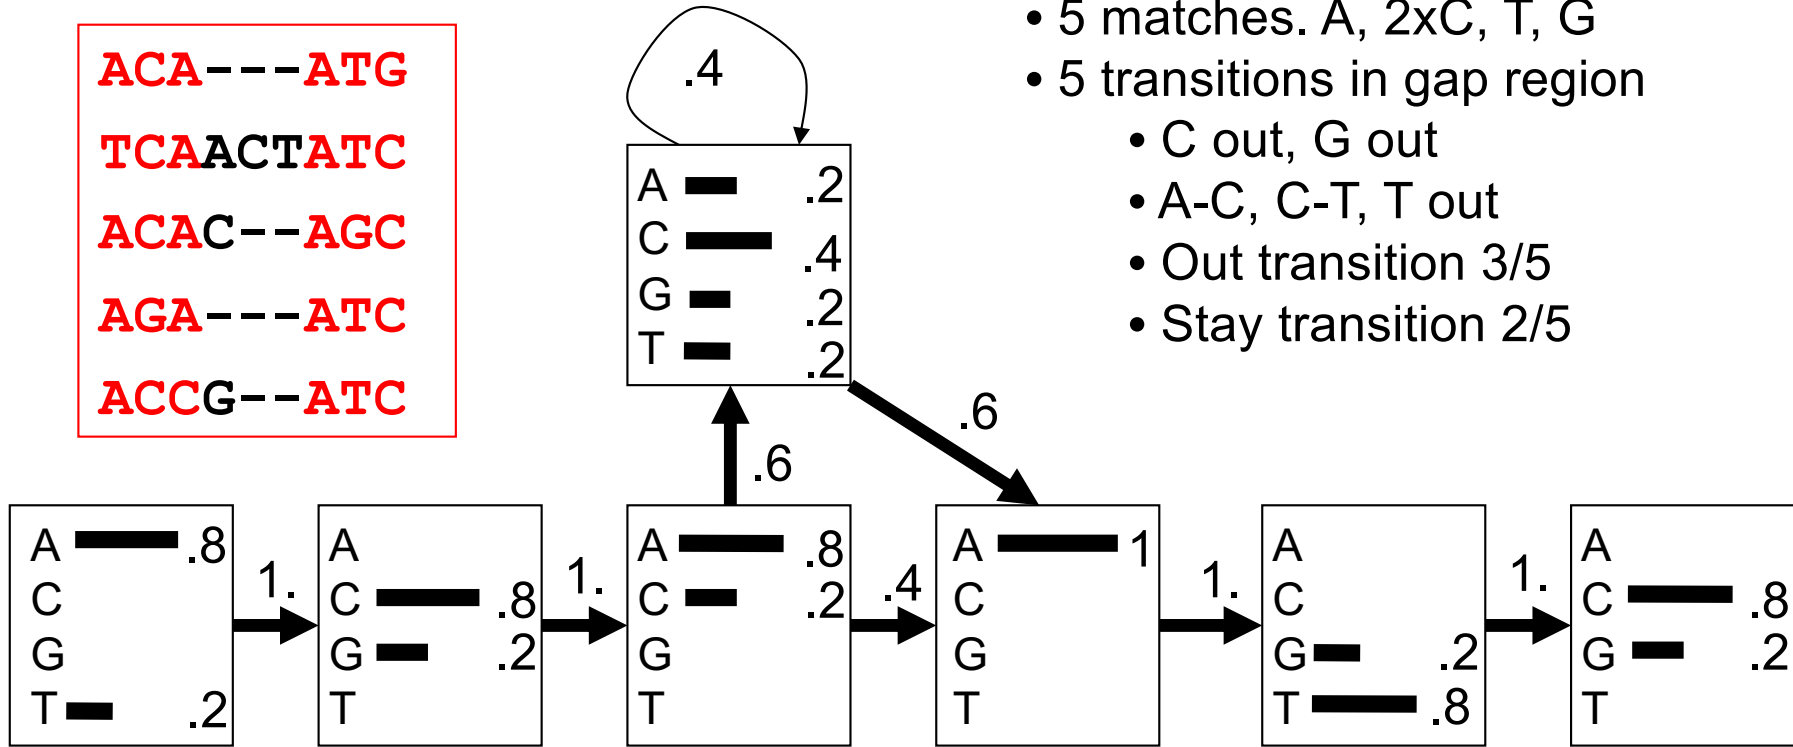 ACA---ATG
TCAACTATC
ACAC--AGC
AGA---ATC
ACCG--ATC
• 5 matches. A, 2xC, T, G
• 5 transitions in gap region
• C out, G out
• A-C, C-T, T out
• Out transition 3/5
• Stay transition 2/5
.4
A .2
C .4
G .2
T .2
.6
.6
A .8
C
G
T .2
1.
A
C .8
G .2
T
1.
A .8
C .2
G
T
.4
A 1
C
G
T
1.
A
C
G .2
T .8
1.
A
C .8
G .2
T